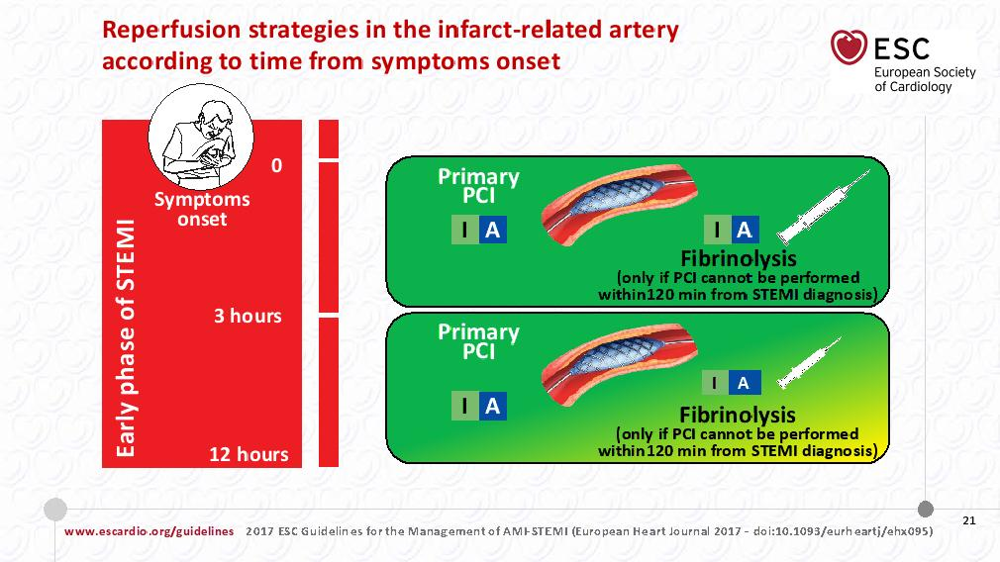 Reperfusion strategies in the infarct-related artery
according to time from symptoms onset
ESC
European Society
of Cardiology
Early phase of STEMI
0
Symptoms
onset
3 hours
12 hours
Primary
PCI
I A
I A
Fibrinolysis
(only if PCI cannot be performed
within120 min from STEMI diagnosis)
Primary
PCI
I A
I A
Fibrinolysis
(only if PCI cannot be performed
within120 min from STEMI diagnosis)
21
www.escardio.org/guidelines 2017 ESC Guidelines for the Management of AMI-STEMI (European Heart Journal 2017 - doi:10.1093/eurheartj/ehx095)